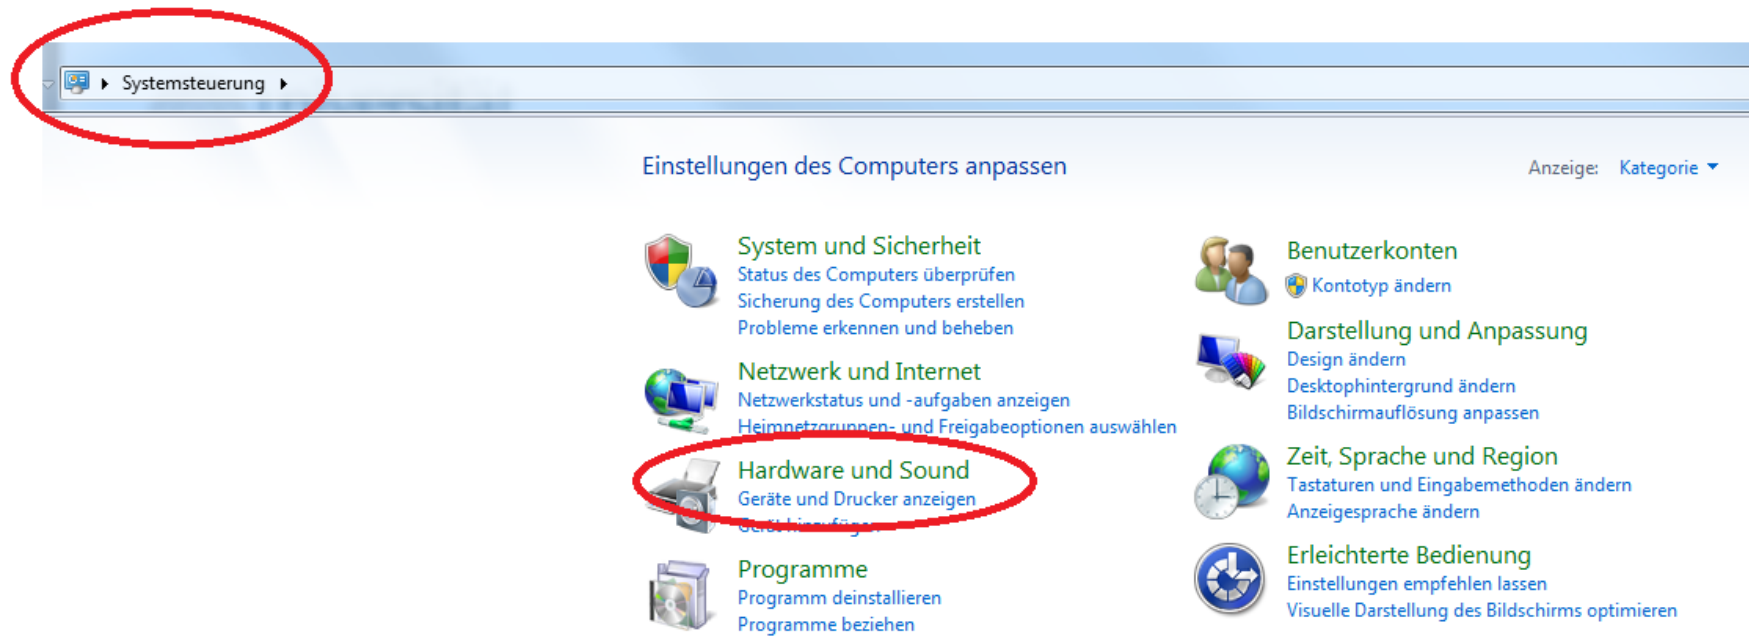 Systemsteuerung
Einstellungen des Computers anpassen
Anzeige: Kategorie
System und Sicherheit
Status des Computers überprüfen
Sicherung des Computers erstellen
Probleme erkennen und beheben
Netzwerk und Internet
Netzwerkstatus und -aufgaben anzeigen
Heimnetzgruppen- und Freigabeoptionen auswählen
Hardware und Sound
Geräte und Drucker anzeigen
Gerät hinzufügen
Programme
Programm deinstallieren
Programme beziehen
Benutzerkonten
Kontotyp ändern
Darstellung und Anpassung
Design ändern
Desktophintergrund ändern
Bildschirmauflösung anpassen
Zeit, Sprache und Region
Tastaturen und Eingabemethoden ändern
Anzeigesprache ändern
Erleichterte Bedienung
Einstellungen empfehlen lassen
Visuelle Darstellung des Bildschirms optimieren